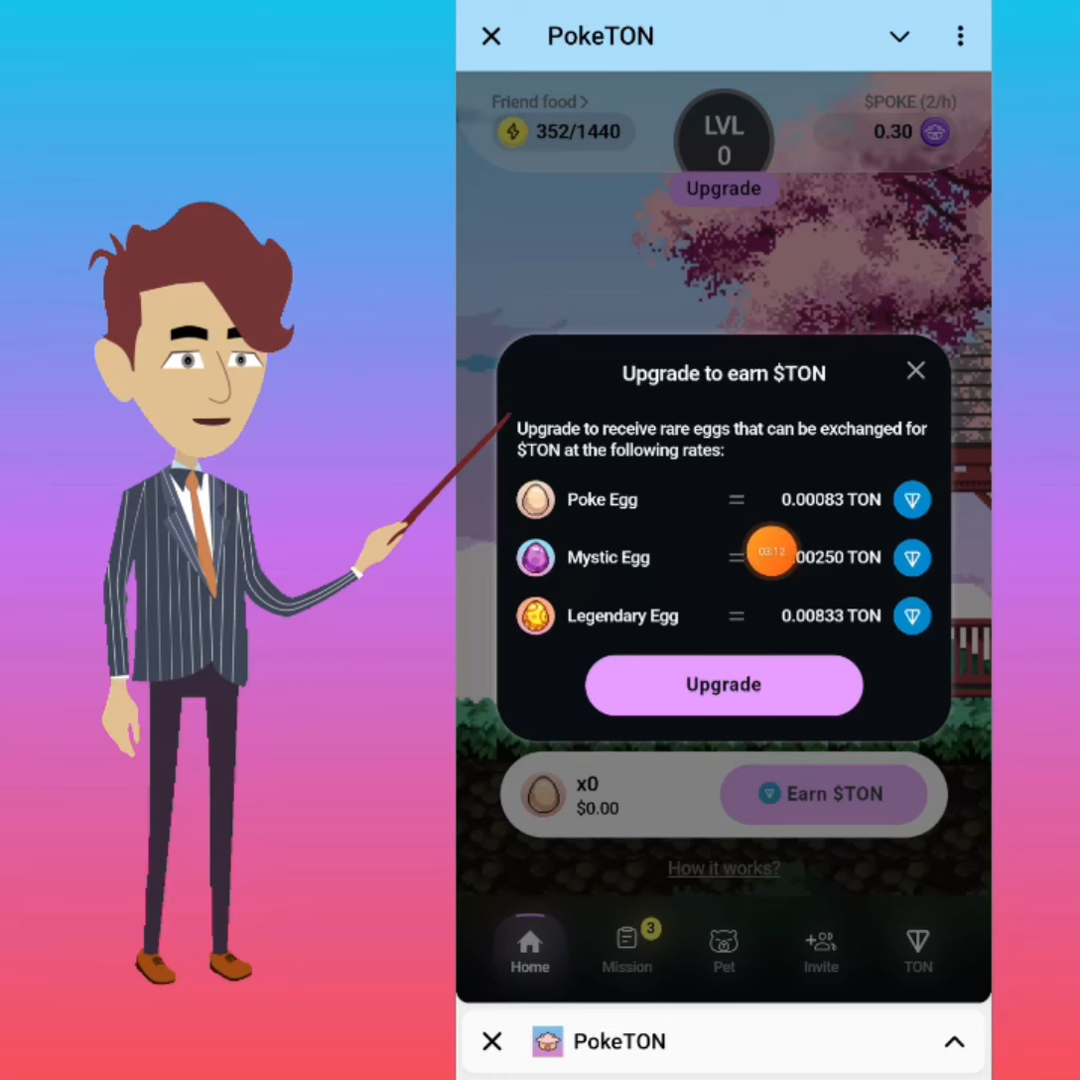 PokeTON
Friend food >
352/1440
LVL
0
Upgrade
$POKE (2/h)
0.30
Upgrade to earn $TON
Upgrade to receive rare eggs that can be exchanged for
$TON at the following rates:
Poke Egg = 0.00083 TON
03:12
Mystic Egg = .00250 TON
Legendary Egg = 0.00833 TON
Upgrade
x0
$0.00
Earn $TON
How it works?
3
Home
Mission
Pet
Invite
TON
PokeTON